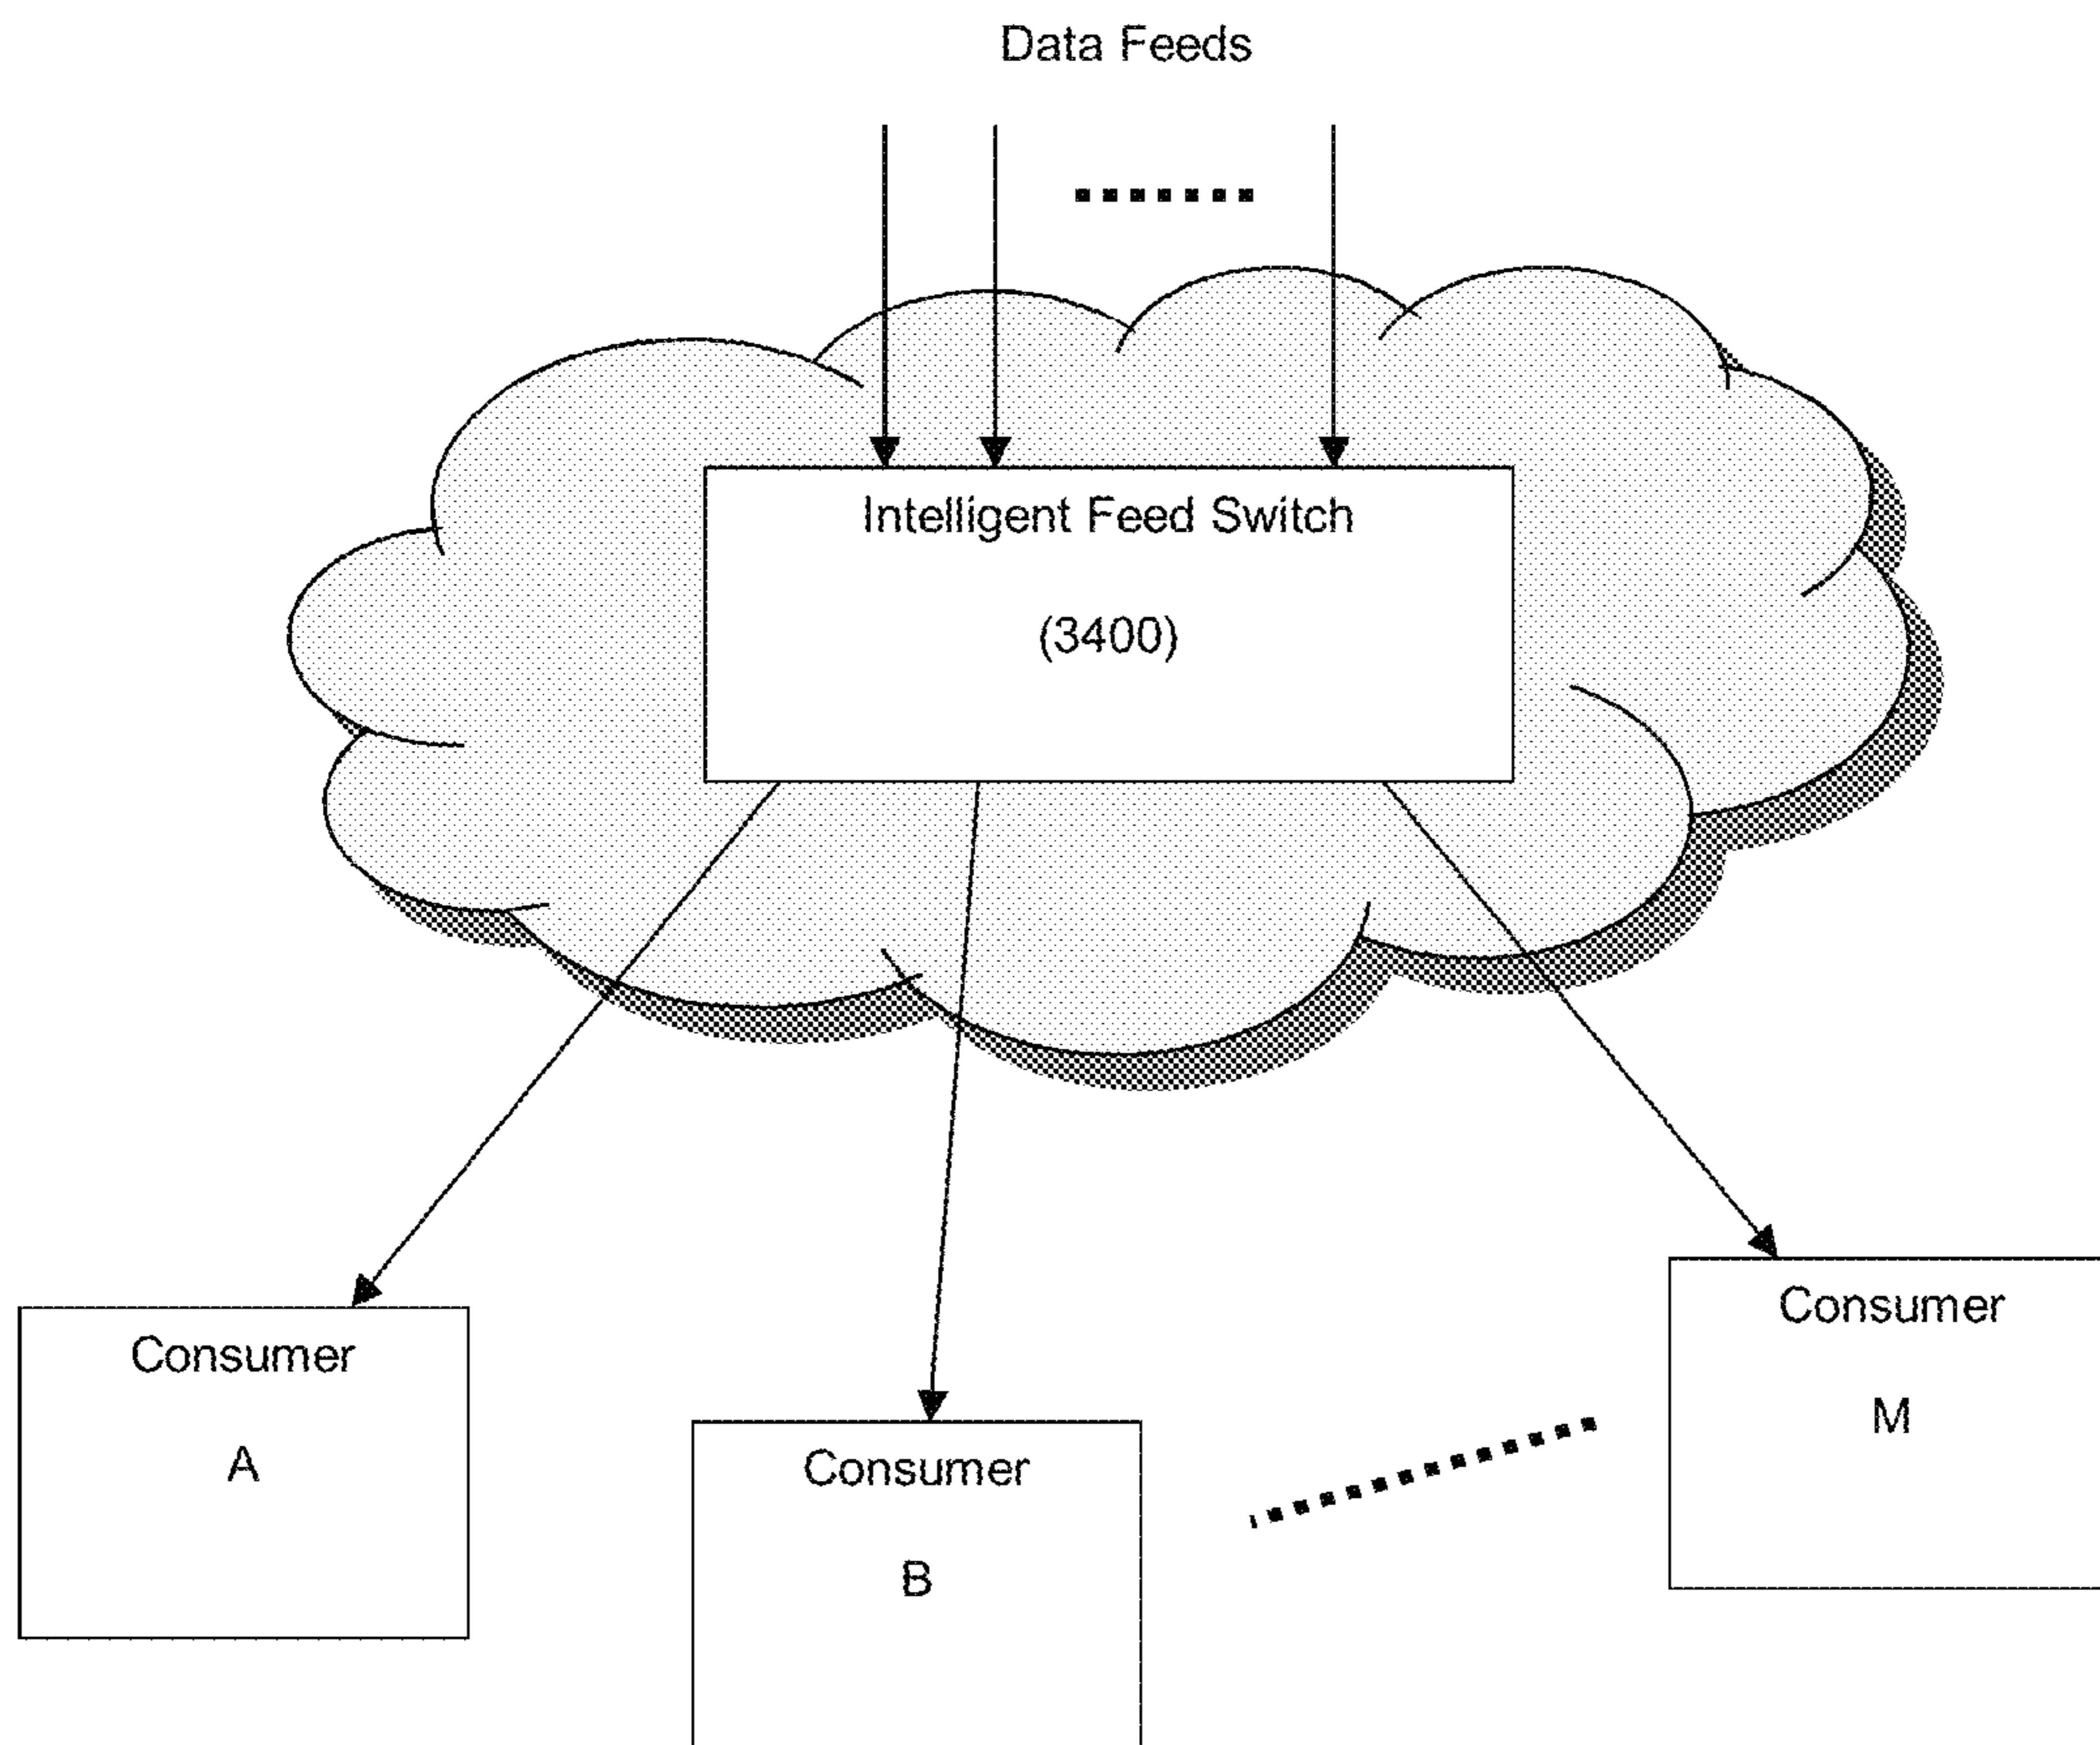 Data Feeds
Intelligent Feed Switch
(3400)
Consumer
A
Consumer
B
Consumer
M